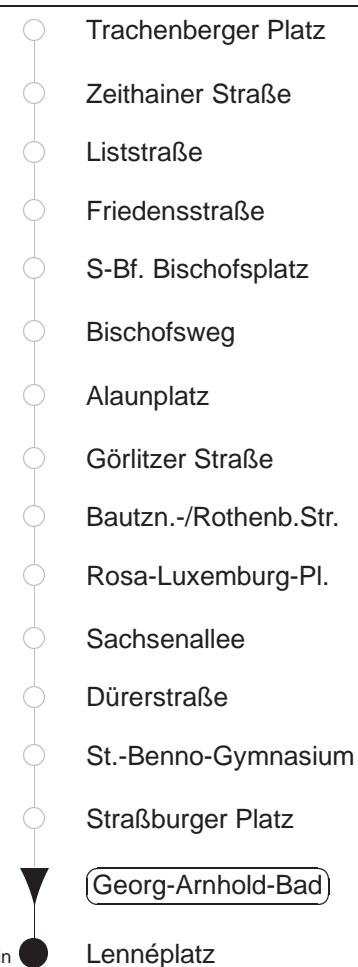 Trachenberger Platz
Zeithainer Straße
Liststraße
Friedensstraße
S-Bf. Bischofsplatz
Bischofsweg
Alaunplatz
Görlitzer Straße
Bautzn.-/Rothenb.Str.
Rosa-Luxemburg-Pl.
Sachsenallee
Dürerstraße
St.-Benno-Gymnasium
Straßburger Platz
Georg-Arnhold-Bad
Lennéplatz